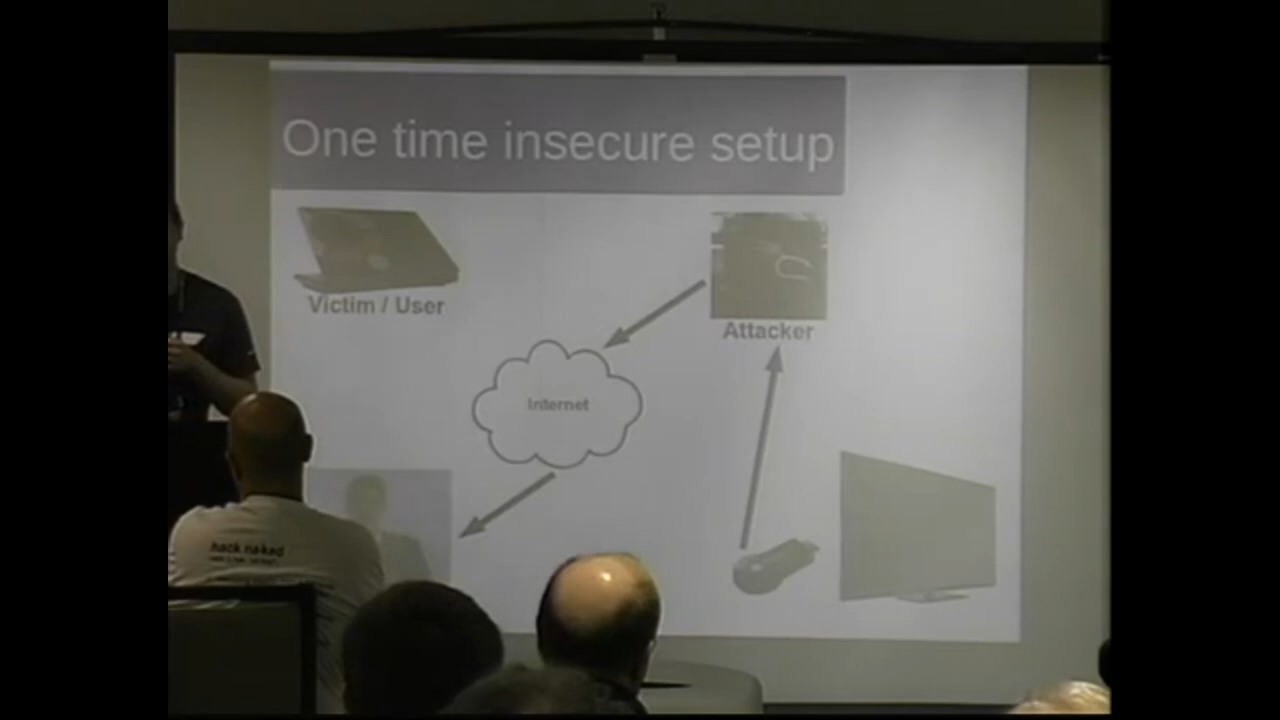 One time insecure setup
Victim / User
Attacker
Internet
hack naked